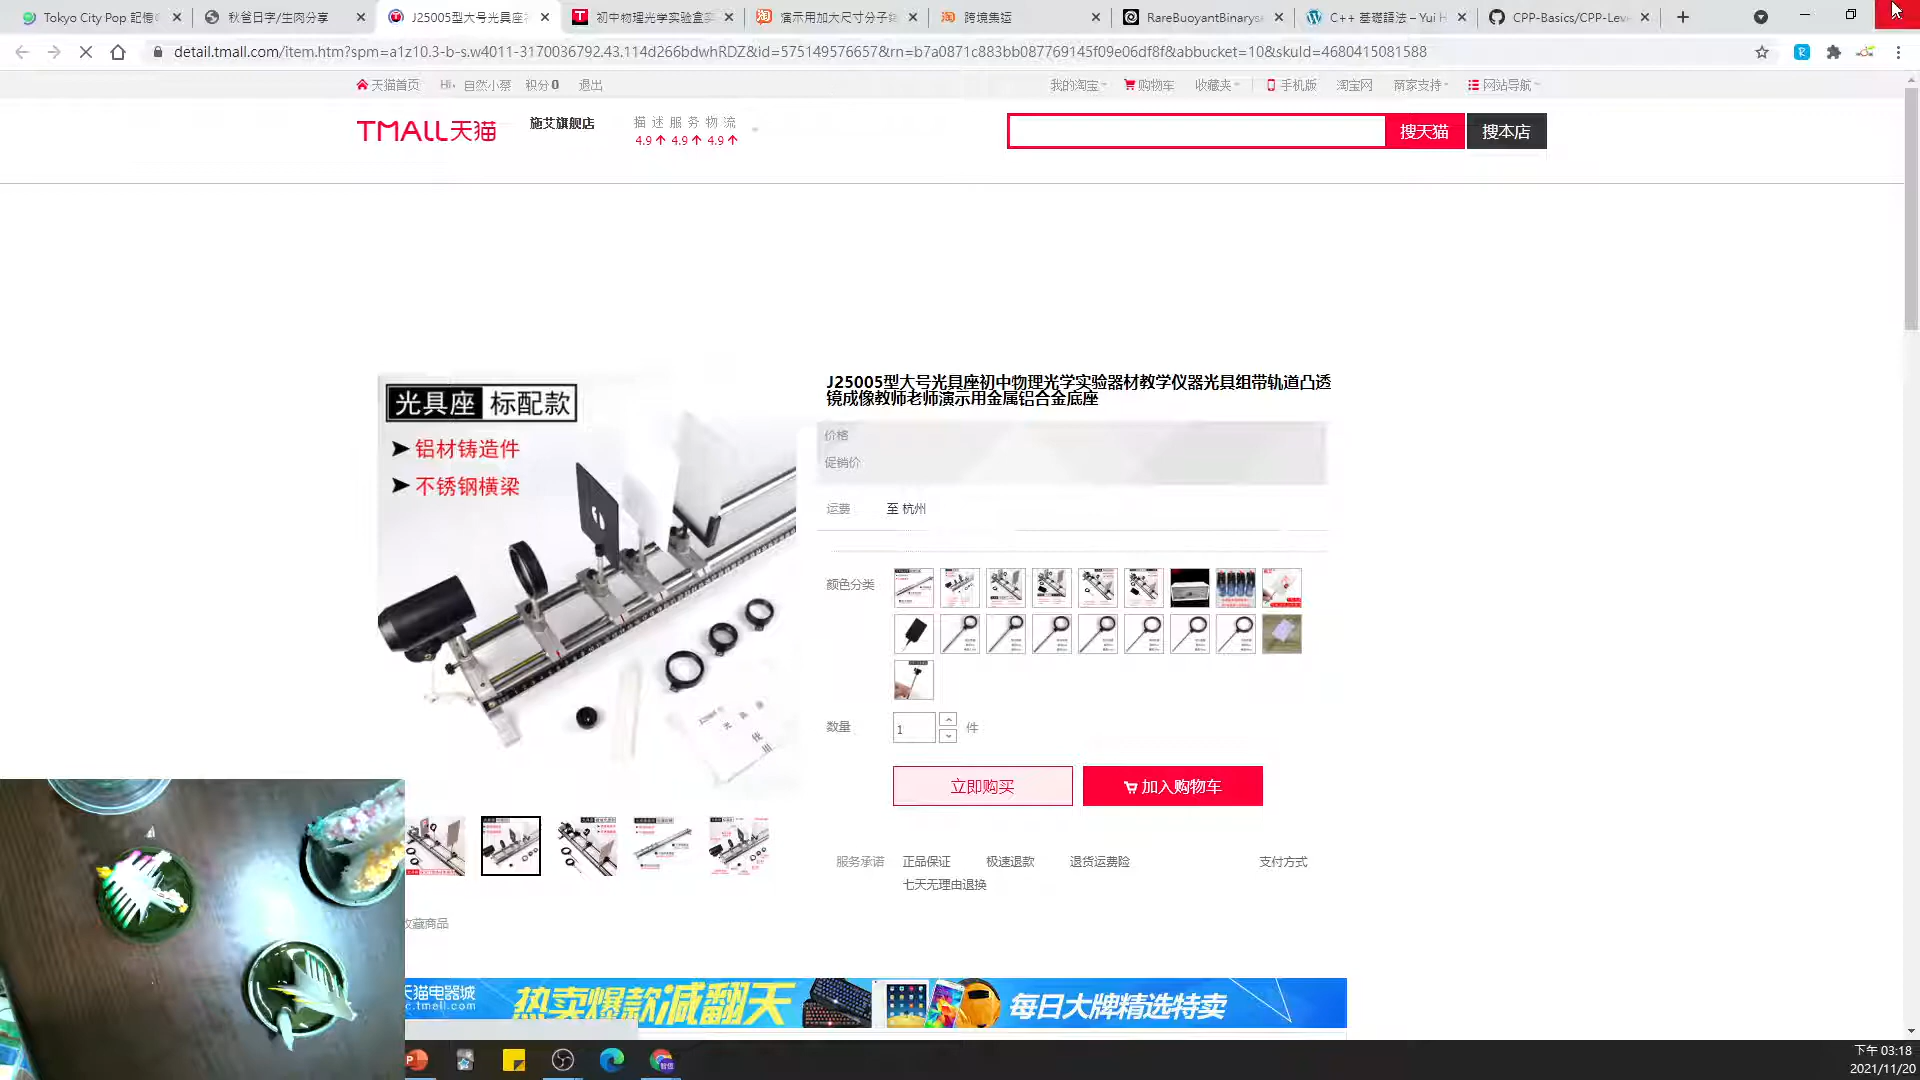 Tokyo City Pop 記憶
秋爸日字/生肉分享
J25005型大号光具座
初中物理光学实验盒
演示用加大尺寸分子
跨境集运
RareBuoyantBinarys
C++ 基礎語法 – Yui H
CPP-Basics/CPP-Lev
detail.tmall.com/item.htm?spm=a1z10.3-b-s.w4011-3170036792.43.114d266bdwhRDZ&id=575149576657&rn=b7a0871c883bb087769145f09e06df8f&abbucket=10&skuId=4680415081588
天猫首页 Hi, 自然小蔡 积分0 退出 我的淘宝 购物车 收藏夹 手机版 淘宝网 商家支持 网站导航
TMALL天猫 施艾旗舰店 描述服务物流
4.9 4.9 4.9
搜天猫 搜本店
J25005型大号光具座初中物理光学实验器材教学仪器光具组带轨道凸透
镜成像教师老师演示用金属铝合金底座
光具座 标配款
铝材铸造件
不锈钢横梁
价格
促销价
运费 至 杭州
颜色分类
数量 1 件
立即购买 加入购物车
服务承诺 正品保证 极速退款 退货运费险 支付方式
七天无理由退换
收藏商品
天猫电器城
c.tmall.com
热卖爆款减翻天 每日大牌精选特卖
下午 03:18
2021/11/20